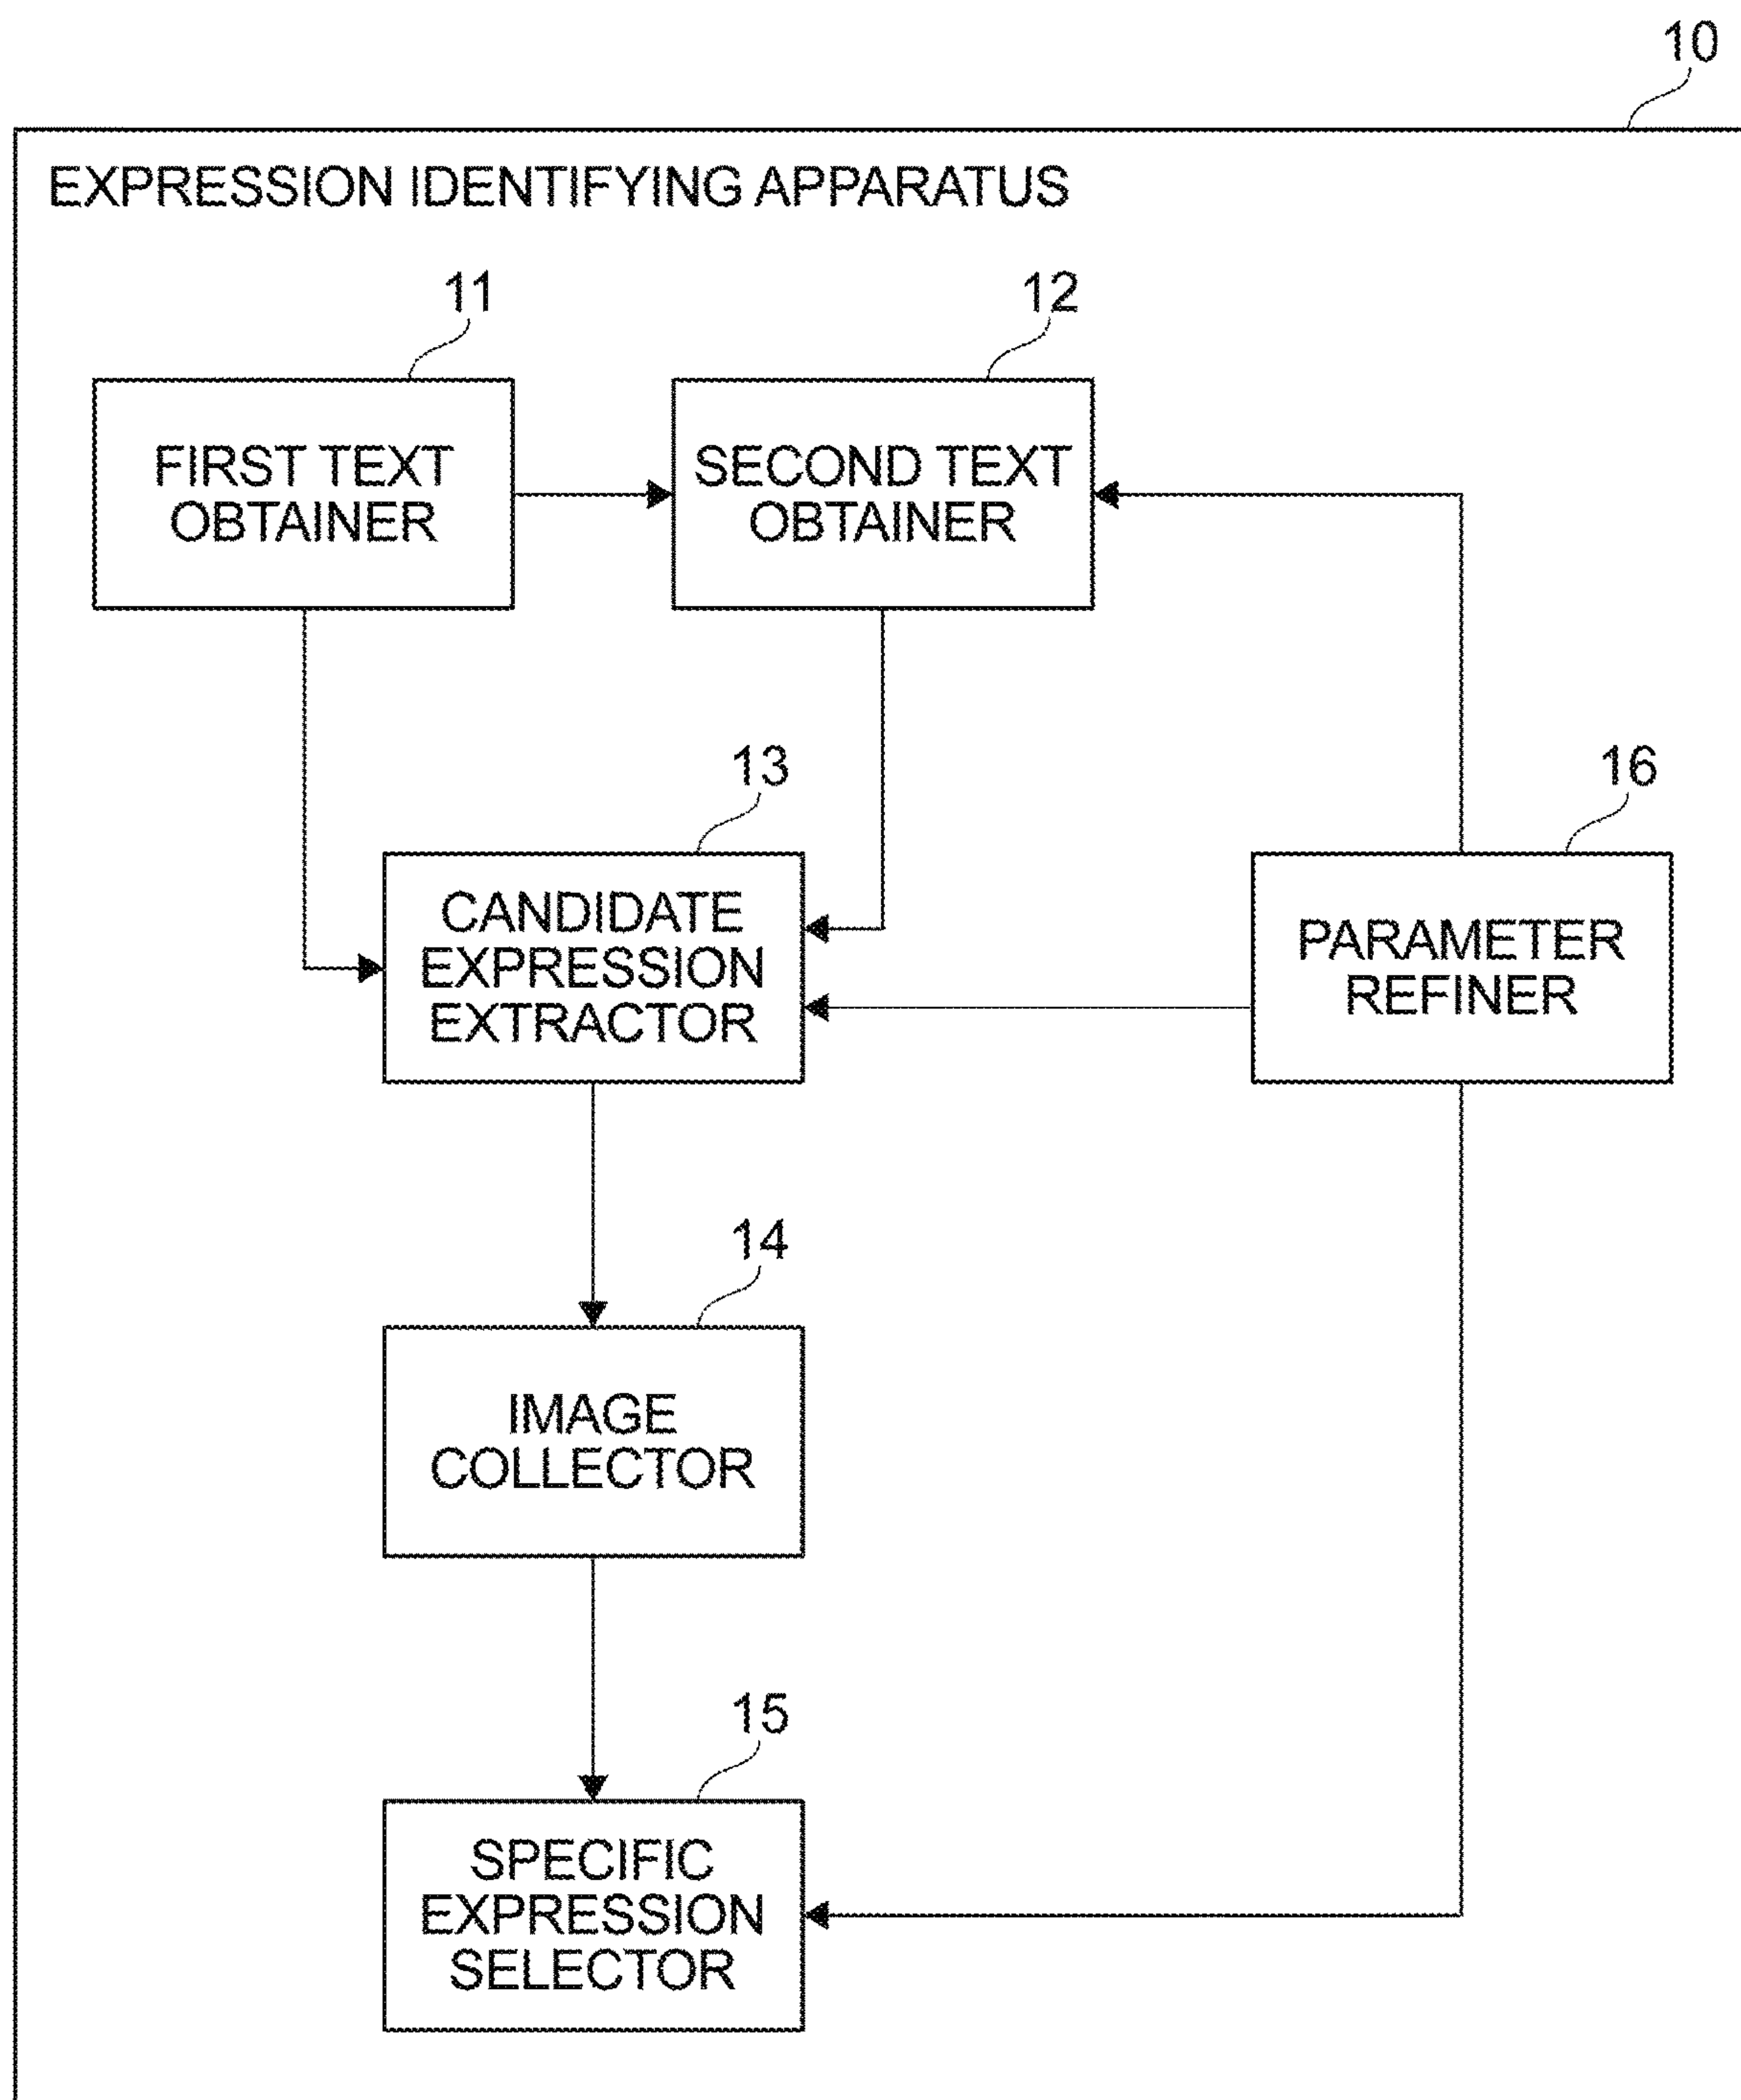 10
EXPRESSION IDENTIFYING APPARATUS
11
12
FIRST TEXT
OBTAINER
SECOND TEXT
OBTAINER
13
16
CANDIDATE
EXPRESSION
EXTRACTOR
PARAMETER
REFINER
14
IMAGE
COLLECTOR
15
SPECIFIC
EXPRESSION
SELECTOR